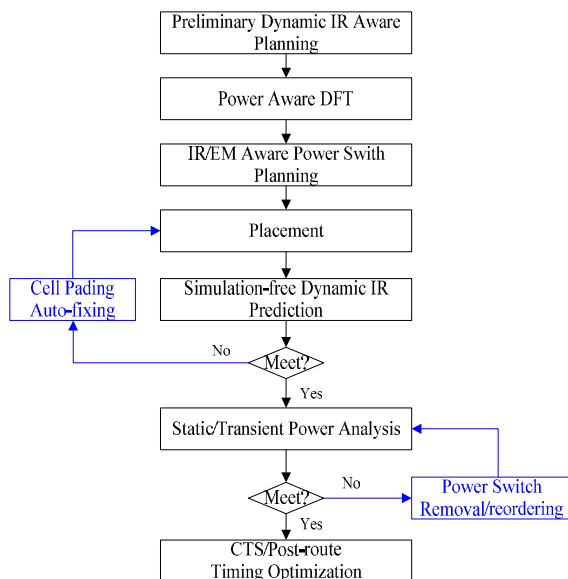 Preliminary Dynamic IR Aware
Planning
Power Aware DFT
IR/EM Aware Power Swith
Planning
Placement
Cell Pading
Auto-fixing
Simulation-free Dynamic IR
Prediction
No
Meet?
Yes
Static/Transient Power Analysis
No
Meet?
Power Switch
Removal/reordering
Yes
CTS/Post-route
Timing Optimization